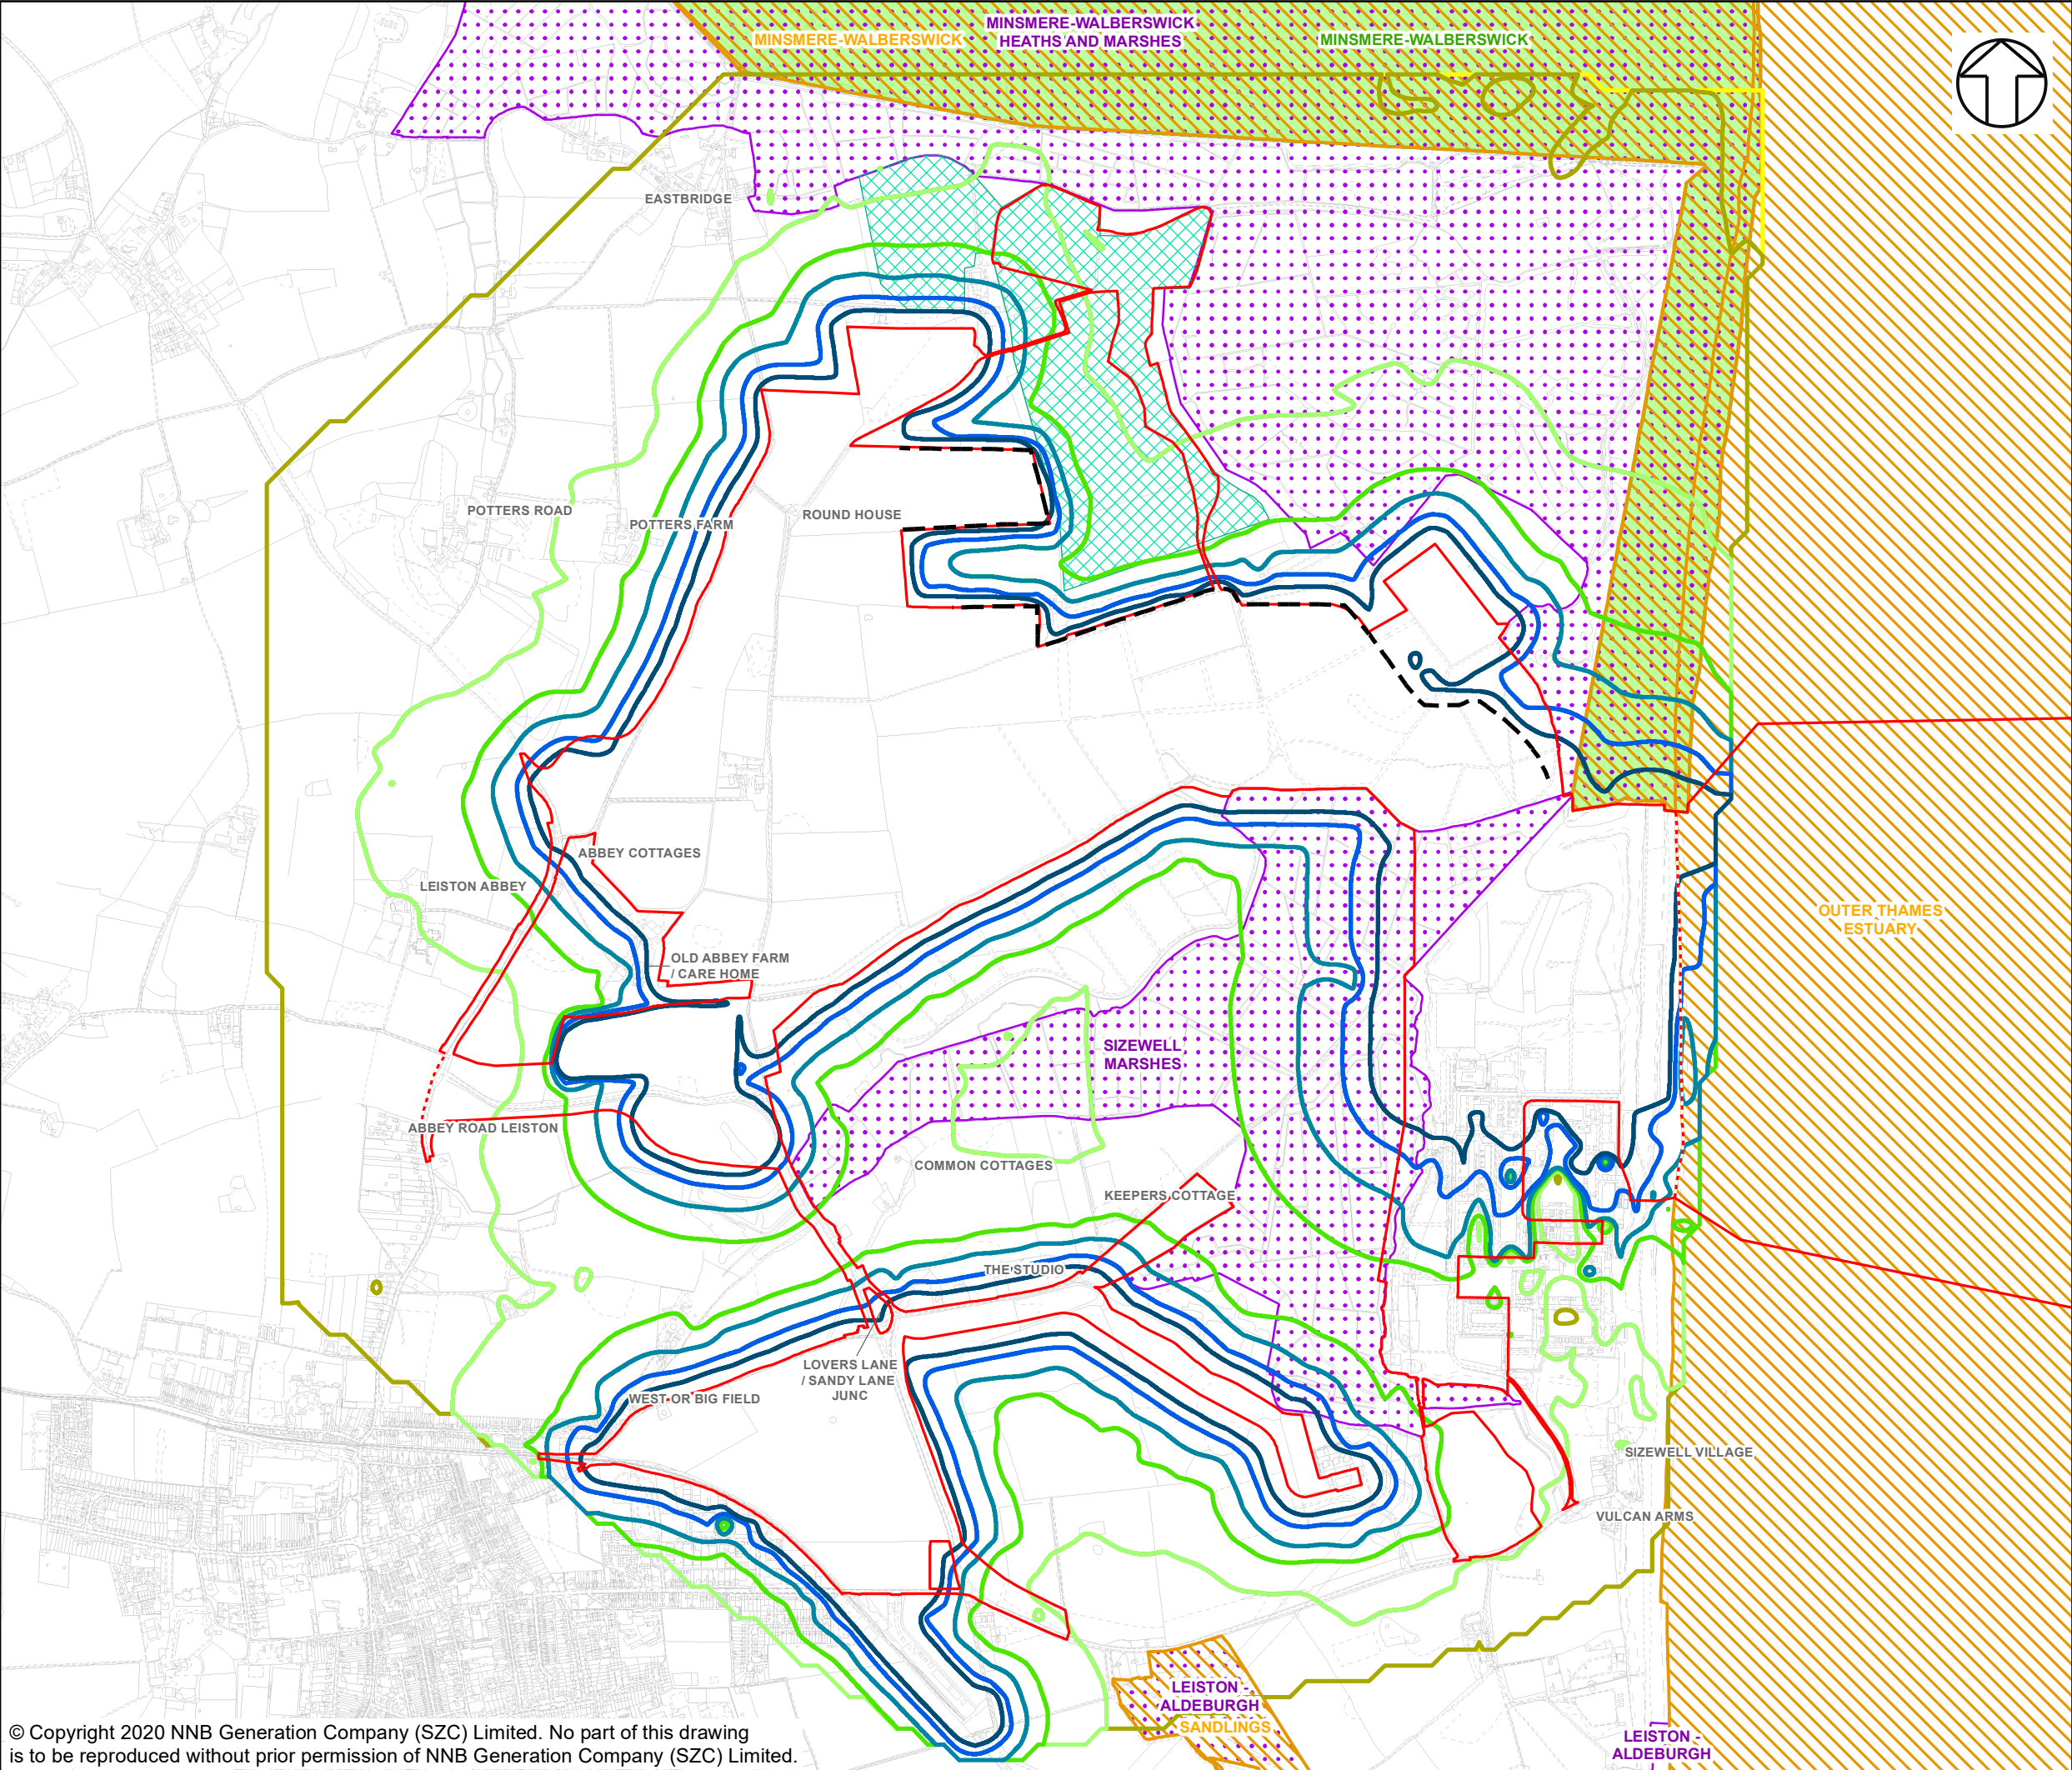 MINSMERE-WALBERSWICK
HEATHS AND MARSHES
MINSMERE-WALBERSWICK
MINSMERE-WALBERSWICK
EASTBRIDGE
POTTERS ROAD
POTTERS FARM
ROUND HOUSE
ABBEY COTTAGES
LEISTON ABBEY
OUTER THAMES
ESTUARY
OLD ABBEY FARM
/ CARE HOME
SIZEWELL
MARSHES
ABBEY ROAD LEISTON
COMMON COTTAGES
KEEPERS COTTAGE
THE STUDIO
LOVERS LANE
/ SANDY LANE
JUNC
WEST OR BIG FIELD
SIZEWELL VILLAGE
VULCAN ARMS
LEISTON -
ALDEBURGH
SANDLINGS
LEISTON -
ALDEBURGH
© Copyright 2020 NNB Generation Company (SZC) Limited. No part of this drawing
is to be reproduced without prior permission of NNB Generation Company (SZC) Limited.